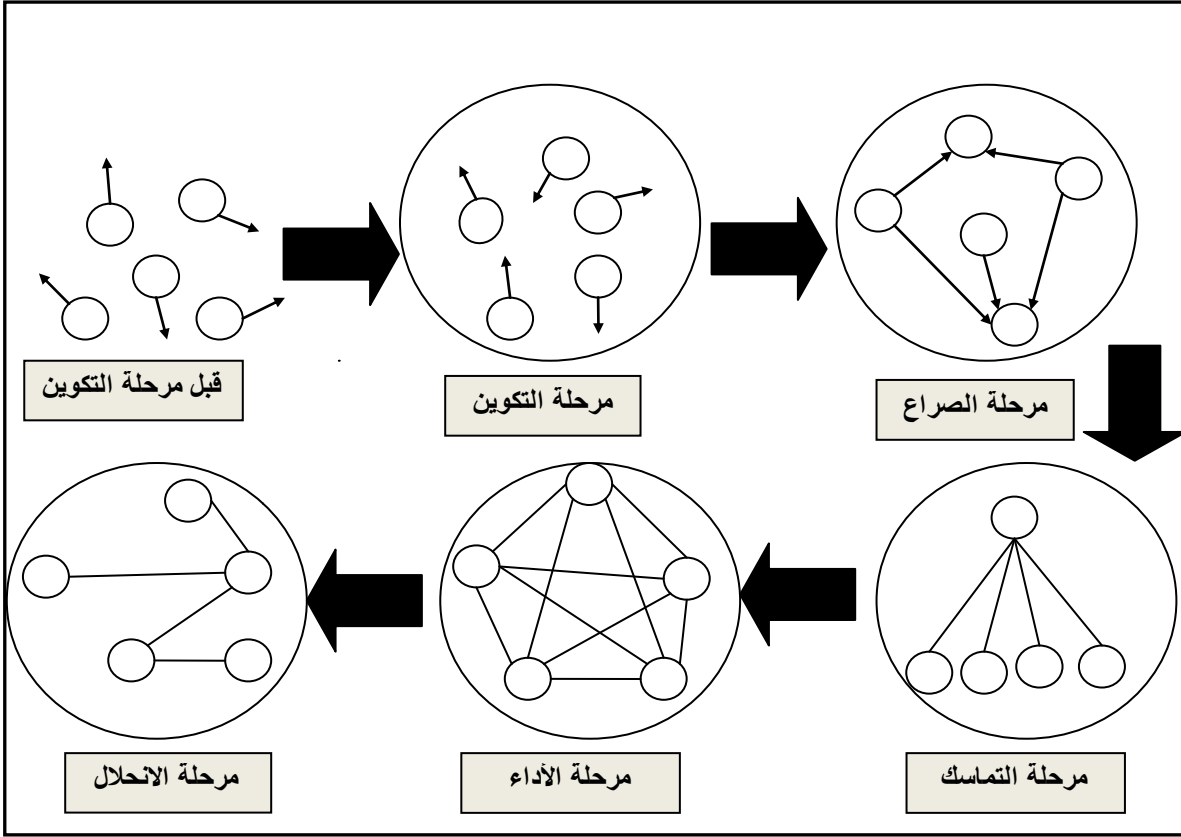 قبل مرحلة التكوين
مرحلة التكوين
مرحلة الصراع
مرحلة التماسك
مرحلة الأداء
مرحلة الانحلال